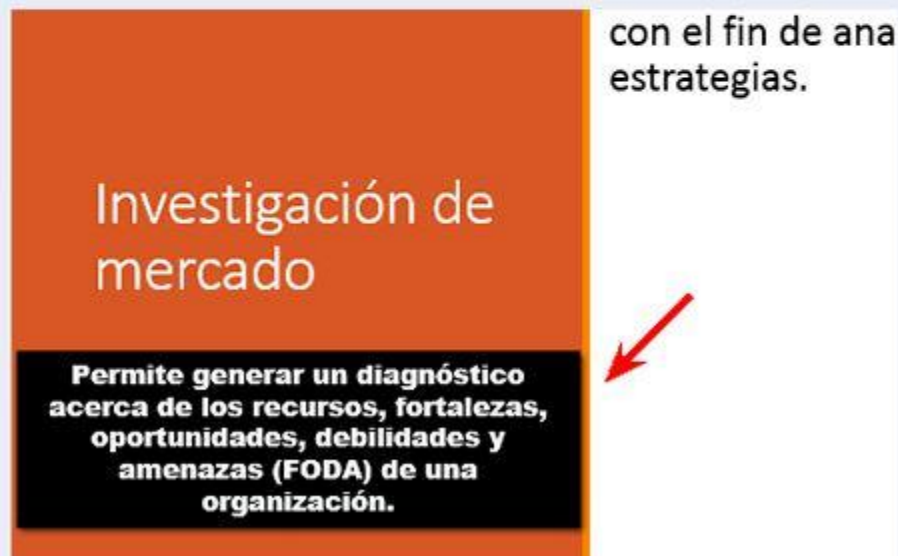 con el fin de ana
estrategias.
Investigación de
mercado
Permite generar un diagnóstico
acerca de los recursos, fortalezas,
oportunidades, debilidades y
amenazas (FODA) de una
organización.